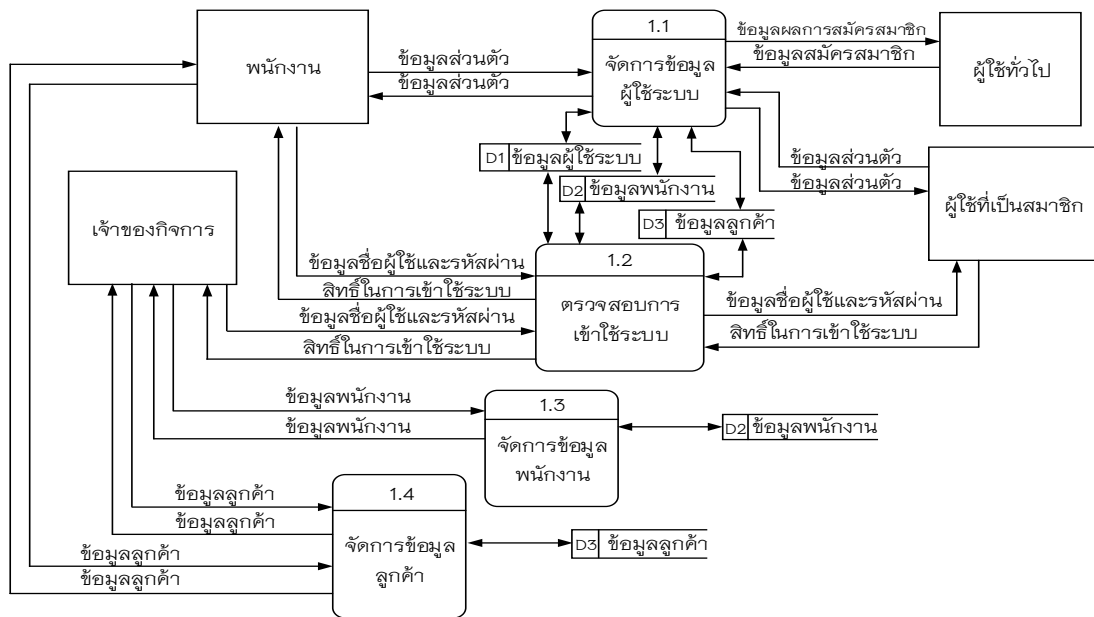 1.1
ข้อมูลผลการสมัครสมาชิก
ข้อมูลสมัครสมาชิก
พนักงาน
ข้อมูลส่วนตัว
ข้อมูลส่วนตัว
จัดการข้อมูล
ผู้ใช้ระบบ
ผู้ใช้ทั่วไป
D1 ข้อมูลผู้ใช้ระบบ
D2 ข้อมูลพนักงาน
D3 ข้อมูลลูกค้า
ข้อมูลส่วนตัว
ข้อมูลส่วนตัว
ผู้ใช้ที่เป็นสมาชิก
เจ้าของกิจการ
1.2
ตรวจสอบการ
เข้าใช้ระบบ
ข้อมูลชื่อผู้ใช้และรหัสผ่าน
สิทธิ์ในการเข้าใช้ระบบ
ข้อมูลชื่อผู้ใช้และรหัสผ่าน
สิทธิ์ในการเข้าใช้ระบบ
ข้อมูลชื่อผู้ใช้และรหัสผ่าน
สิทธิ์ในการเข้าใช้ระบบ
ข้อมูลพนักงาน
ข้อมูลพนักงาน
1.3
จัดการข้อมูล
พนักงาน
D2 ข้อมูลพนักงาน
ข้อมูลลูกค้า
ข้อมูลลูกค้า
ข้อมูลลูกค้า
ข้อมูลลูกค้า
1.4
จัดการข้อมูล
ลูกค้า
D3 ข้อมูลลูกค้า